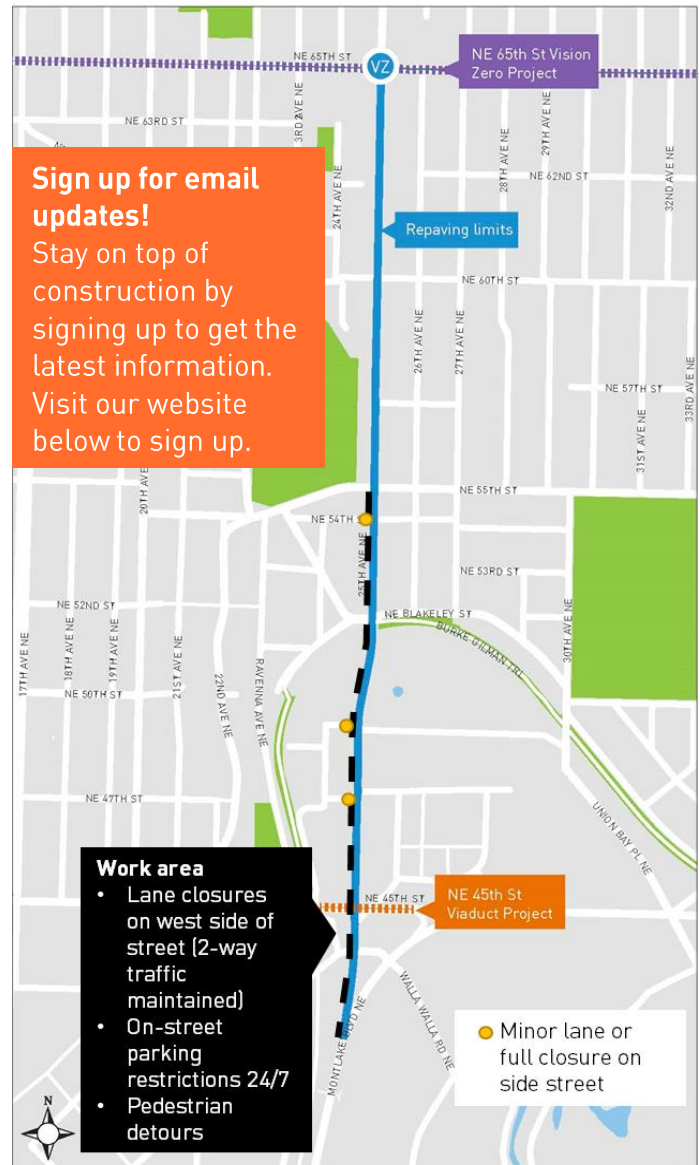 NE 65TH ST
VZ
NE 65th St Vision
Zero Project
NE 63RD ST
24TH AVE NE
28TH AVE NE
29TH AVE NE
NE 62ND ST
32ND AVE NE
Sign up for email
updates!
Stay on top of
construction by
signing up to get the
latest information.
Visit our website
below to sign up.
Repaving limits
NE 60TH ST
26TH AVE NE
27TH AVE NE
NE 57TH ST
31ST AVE NE
33RD AVE NE
20TH AVE NE
NE 55TH ST
NE 54TH S
25TH AVE NE
NE 53RD ST
NE 52ND ST
NE BLAKELEY ST
BURKE GILMAN TRL
30TH AVE NE
17TH AVE NE
18TH AVE NE
19TH AVE NE
21ST AVE NE
22ND AVE NE
RAVENNA AVE NE
NE 50TH ST
NE 47TH ST
UNION BAY PL NE
Work area
• Lane closures
on west side of
street (2-way
traffic
maintained)
• On-street
parking
restrictions 24/7
• Pedestrian
detours
NE 45TH ST
NE 45th St
Viaduct Project
MONTLAKE BLVD NE
WALLA WALLA RD NE
Minor lane or
full closure on
side street
N